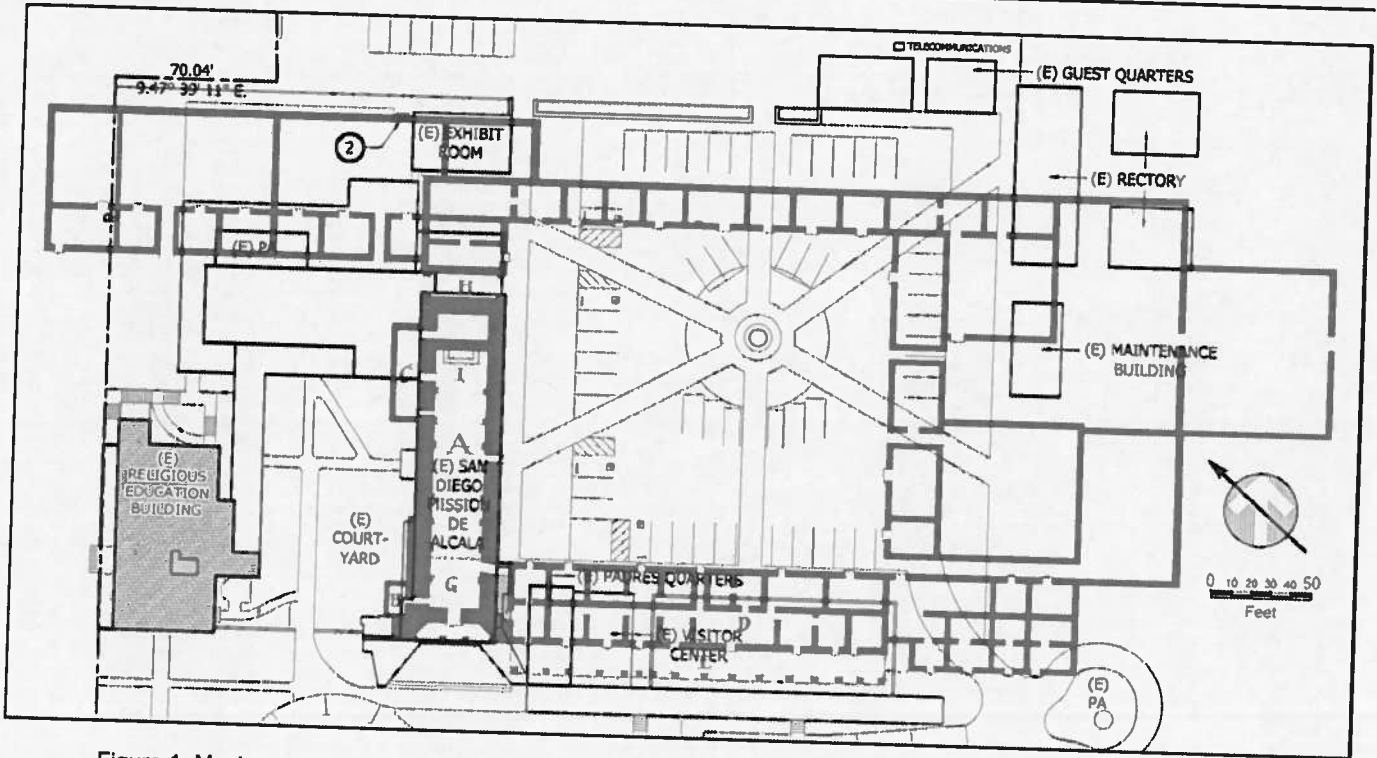 TELECOMMUNICATIONS
(E) GUEST QUARTERS
70.04'
9.47° 39' 11" E.
2
(E) EXHIBIT
ROOM
(E) RECTORY
(E) PA
H
C
I
(E) MAINTENANCE
BUILDING
A
(E) SAN
DIEGO
MISSION
DE
ALCALA
(E)
RELIGIOUS
EDUCATION
BUILDING
(E)
COURT-
YARD
G
(E) PADRES QUARTERS
(E) VISITOR
CENTER
0 10 20 30 40 50
Feet
(E)
PA